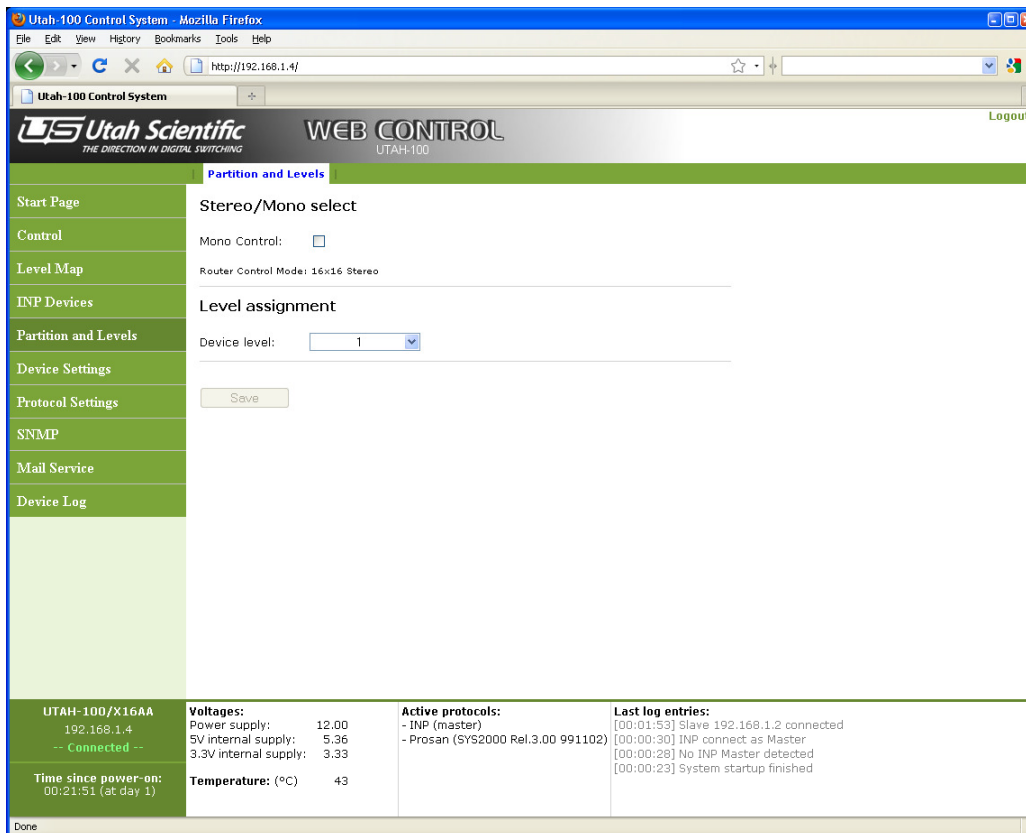 Utah-100 Control System - Mozilla Firefox
File Edit View History Bookmarks Tools Help
http://192.168.1.4/
Utah-100 Control System
Utah Scientific
THE DIRECTION IN DIGITAL SWITCHING
WEB CONTROL
UTAH-100
Logout
Partition and Levels
Start Page
Control
Level Map
INP Devices
Partition and Levels
Device Settings
Protocol Settings
SNMP
Mail Service
Device Log
Stereo/Mono select
Mono Control:
Router Control Mode: 16x16 Stereo
Level assignment
Device level: 1
Save
UTAH-100/X16AA
192.168.1.4
-- Connected --
Time since power-on:
00:21:51 (at day 1)
Voltages:
Power supply: 12.00
5V internal supply: 5.36
3.3V internal supply: 3.33
Temperature: (°C) 43
Active protocols:
- INP (master)
- Prosan (SYS2000 Rel.3.00 991102)
Last log entries:
[00:01:53] Slave 192.168.1.2 connected
[00:00:30] INP connect as Master
[00:00:28] No INP Master detected
[00:00:23] System startup finished
Done